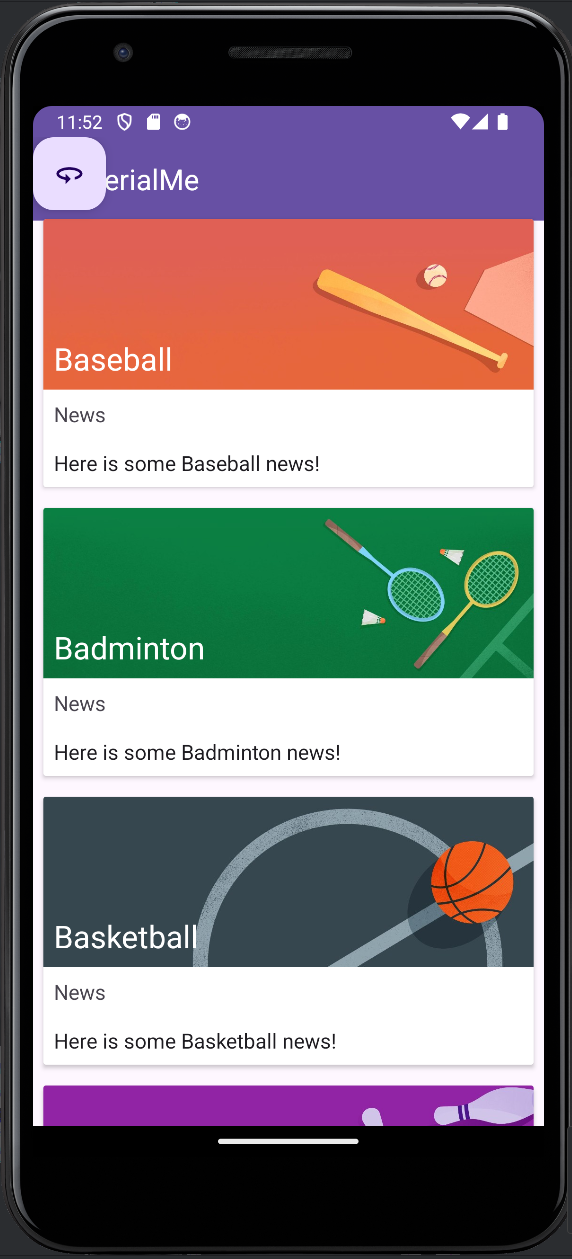 11:52
erialMe
Baseball
News
Here is some Baseball news!
Badminton
News
Here is some Badminton news!
Basketball
News
Here is some Basketball news!